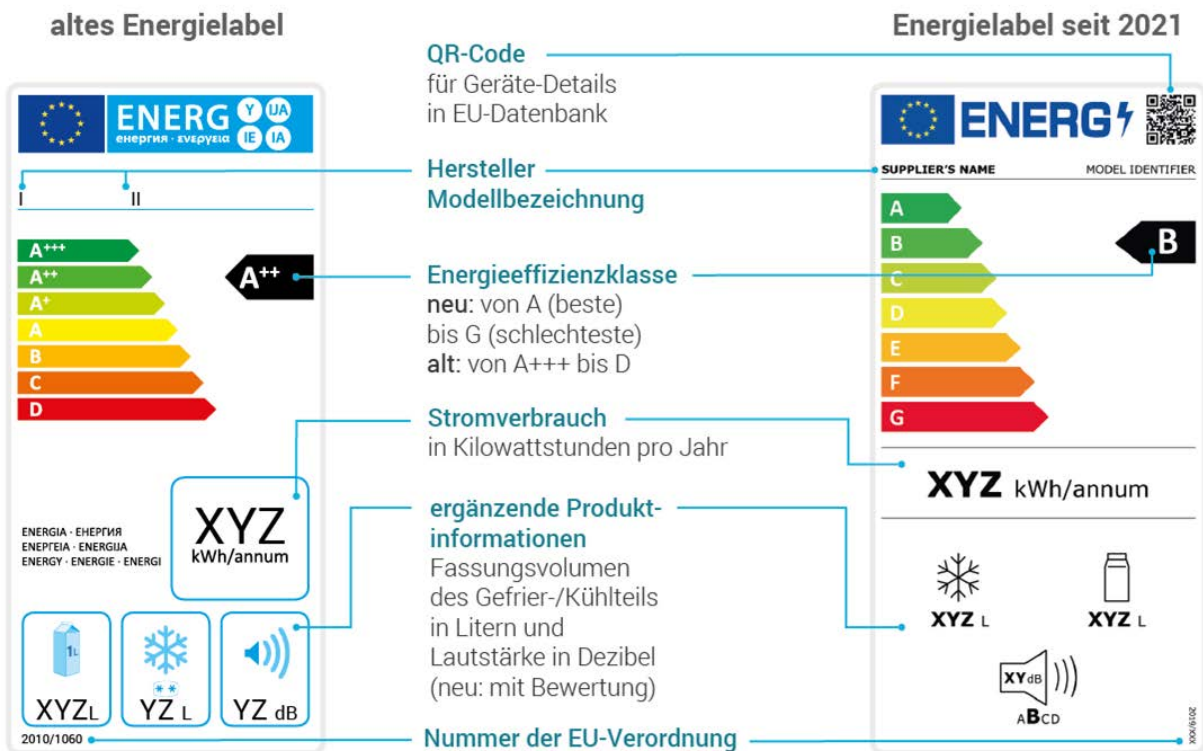 altes Energielabel
ENERG
енергия · ενεργεια
Y IJA
IE IA
I II
A+++
A++
A+
A
B
C
D
A++
ENERGIA · ЕНЕРГИЯ
ΕΝΕΡΓΕΙΑ · ENERGIJA
ENERGY · ENERGIE · ENERGI
XYZ
kWh/annum
1L
XYZL
YZ L
YZ dB
2010/1060
QR-Code
für Geräte-Details
in EU-Datenbank
Hersteller
Modellbezeichnung
Energieeffizienzklasse
neu: von A (beste)
bis G (schlechteste)
alt: von A+++ bis D
Stromverbrauch
in Kilowattstunden pro Jahr
ergänzende Produkt-
informationen
Fassungsvolumen
des Gefrier-/Kühlteils
in Litern und
Lautstärke in Dezibel
(neu: mit Bewertung)
Nummer der EU-Verordnung
Energielabel seit 2021
ENERG
SUPPLIER'S NAME MODEL IDENTIFIER
A
B
C
D
E
F
G
B
XYZ kWh/annum
XYZ L
XYZ L
XY dB
ABCD